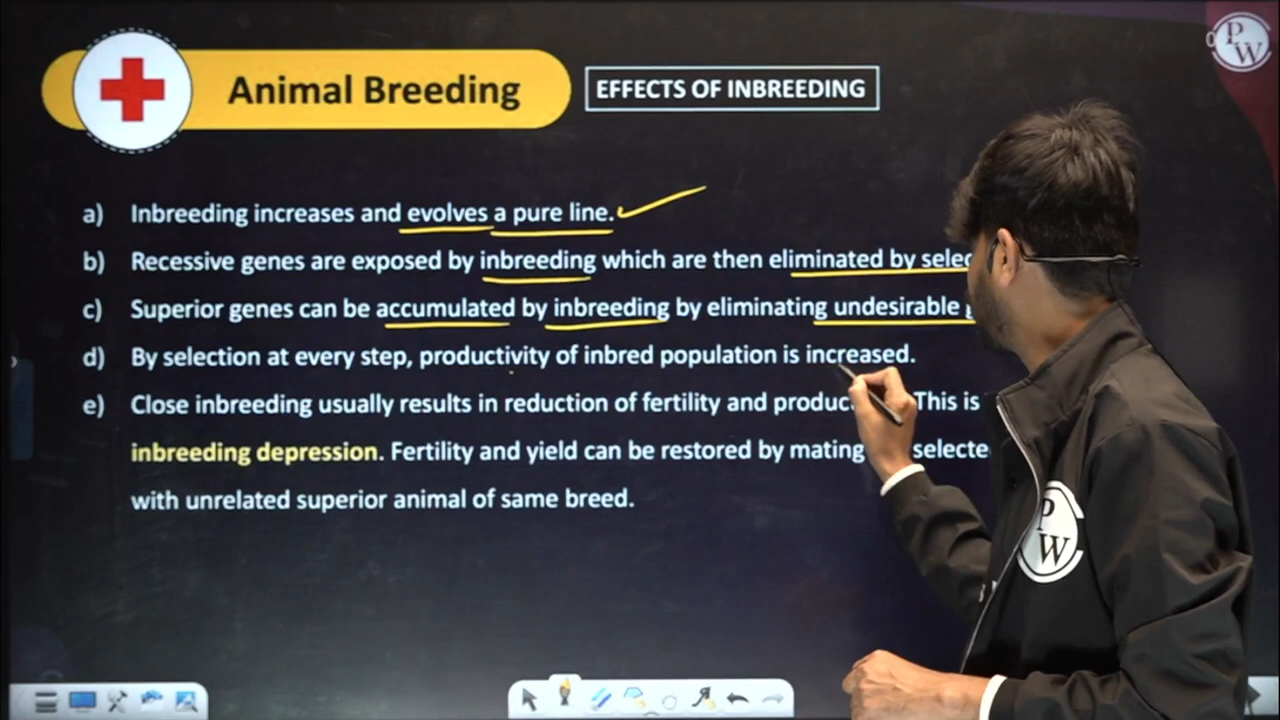 Animal Breeding
EFFECTS OF INBREEDING
PW
a) Inbreeding increases and evolves a pure line.
b) Recessive genes are exposed by inbreeding which are then eliminated by
c) Superior genes can be accumulated by inbreeding by eliminating undesirable
d) By selection at every step, productivity of inbred population is increased.
e) Close inbreeding usually results in reduction of fertility and This is
inbreeding depression. Fertility and yield can be restored by mating
with unrelated superior animal of same breed.
PW